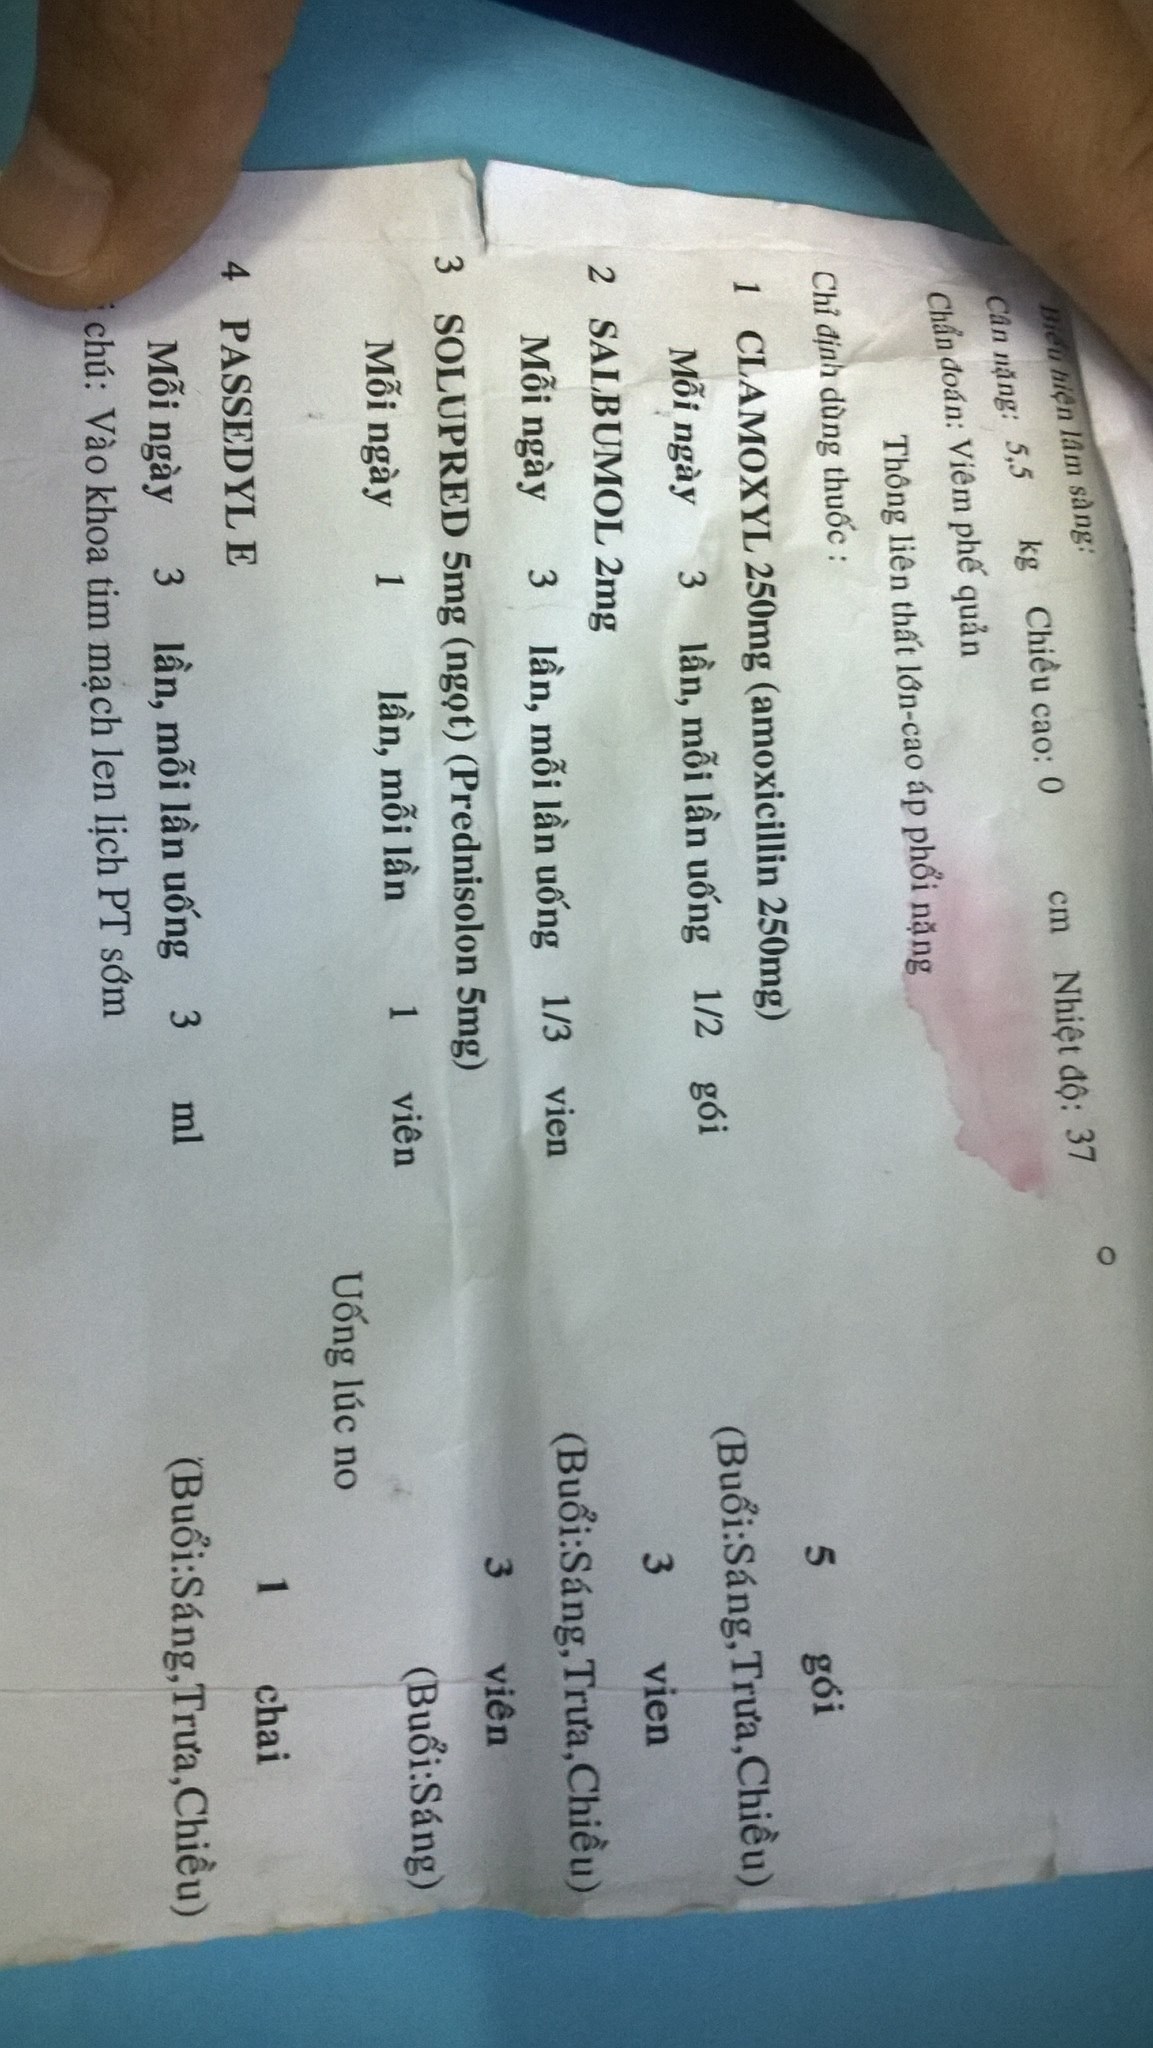 Biểu hiện lâm sàng:
Cân nặng: 5,5 kg Chiều cao: 0 cm Nhiệt độ: 37 o
Chẩn đoán: Viêm phế quản
Thông liên thất lớn-cao áp phổi nặng
Chỉ định dùng thuốc :
1 CLAMOXYL 250mg (amoxicillin 250mg) 5 gói
Mỗi ngày 3 lần, mỗi lần uống 1/2 gói (Buổi:Sáng,Trưa,Chiều)
2 SALBUMOL 2mg 3 vien
Mỗi ngày 3 lần, mỗi lần uống 1/3 vien (Buổi:Sáng,Trưa,Chiều)
3 SOLUPRED 5mg (ngọt) (Prednisolon 5mg) 3 viên
Mỗi ngày 1 lần, mỗi lần 1 viên (Buổi:Sáng)
Uống lúc no
4 PASSEDYL E 1 chai
Mỗi ngày 3 lần, mỗi lần uống 3 ml (Buổi:Sáng,Trưa,Chiều)
chú: Vào khoa tim mạch len lịch PT sớm